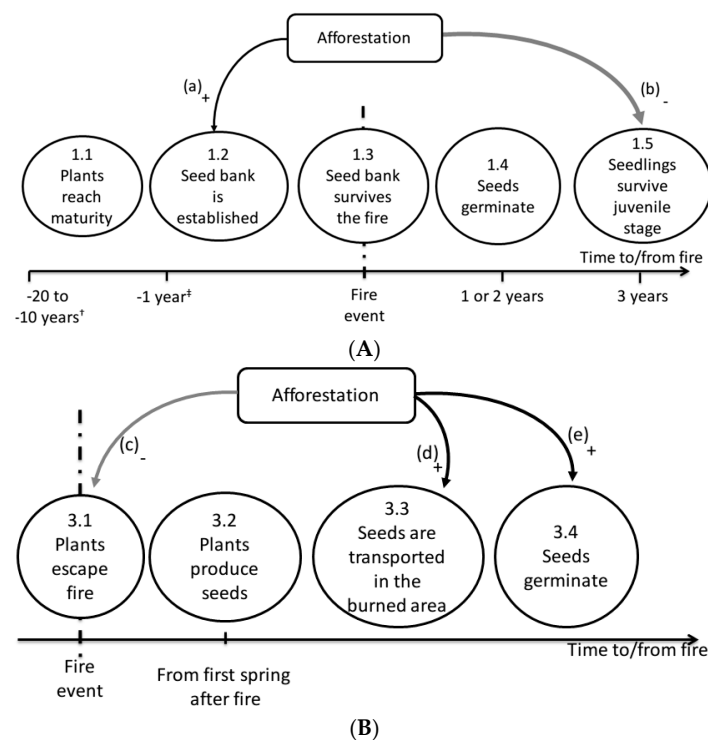 Afforestation
(a)
+
(b)
-
1.1
Plants
reach
maturity
1.2
Seed bank
is
established
1.3
Seed bank
survives
the fire
1.4
Seeds
germinate
1.5
Seedlings
survive
juvenile
stage
Time to/from fire
-20 to
-10 years†
-1 year‡
Fire
event
1 or 2 years
3 years
(A)
Afforestation
(c)
-
(d)
+
(e)
+
3.1
Plants
escape
fire
3.2
Plants
produce
seeds
3.3
Seeds are
transported
in the
burned area
3.4
Seeds
germinate
Time to/from fire
Fire
event
From first spring
after fire
(B)